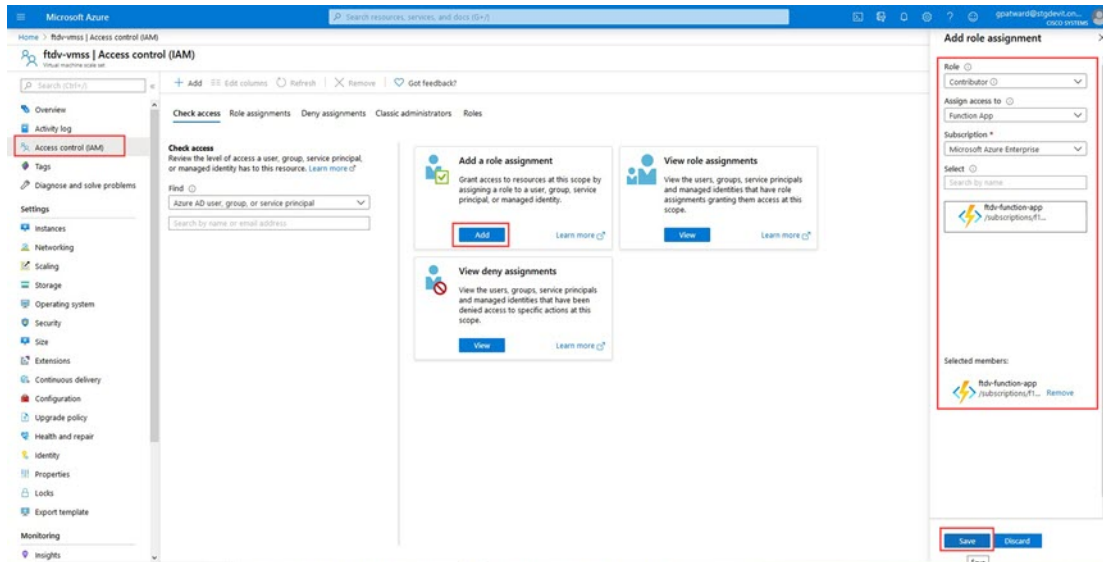 Microsoft Azure
Search resources, services, and docs (G+/)
gpatward@stgdevit.on...
CISCO SYSTEMS
Home > ftdv-vmss | Access control (IAM)
ftdv-vmss | Access control (IAM)
Virtual machine scale set
Search (Ctrl+/)
Overview
Activity log
Access control (IAM)
Tags
Diagnose and solve problems
Settings
Instances
Networking
Scaling
Storage
Operating system
Security
Size
Extensions
Continuous delivery
Configuration
Upgrade policy
Health and repair
Identity
Properties
Locks
Export template
Monitoring
Insights
Add Edit columns Refresh Remove Got feedback?
Check access Role assignments Deny assignments Classic administrators Roles
Check access
Review the level of access a user, group, service principal,
or managed identity has to this resource. Learn more
Find
Azure AD user, group, or service principal
Search by name or email address
Add a role assignment
Grant access to resources at this scope by
assigning a role to a user, group, service
principal, or managed identity.
Add Learn more
View role assignments
View the users, groups, service principals
and managed identities that have role
assignments granting them access at this
scope.
View Learn more
View deny assignments
View the users, groups, service principals
and managed identities that have been
denied access to specific actions at this
scope.
View Learn more
Add role assignment
Role
Contributor
Assign access to
Function App
Subscription *
Microsoft Azure Enterprise
Select
Search by name
ftdv-function-app
/subscriptions/f1...
Selected members:
ftdv-function-app
/subscriptions/f1... Remove
Save Discard
Save